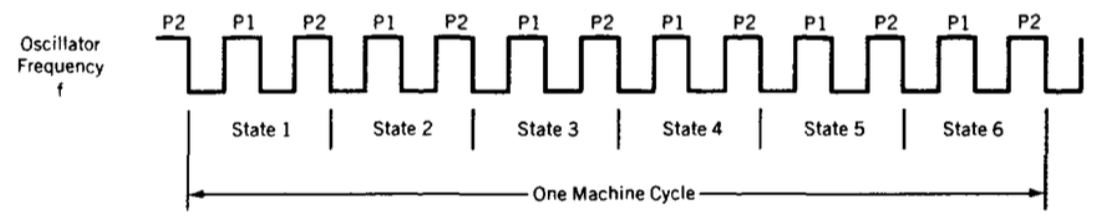 P2 P1 P2 P1 P2 P1 P2 P1 P2 P1 P2 P1 P2
Oscillator
Frequency
f
State 1 State 2 State 3 State 4 State 5 State 6
One Machine Cycle